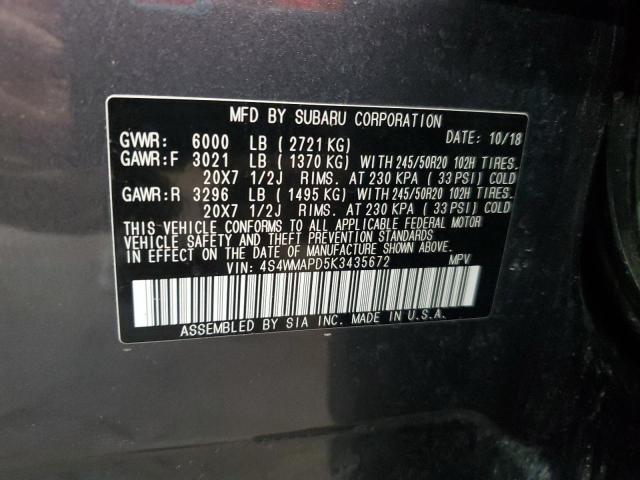 MFD BY SUBARU CORPORATION
GVWR: 6000 LB ( 2721 KG) DATE: 10/18
GAWR:F 3021 LB ( 1370 KG) WITH 245/50R20 102H TIRES.
20X7 1/2J RIMS. AT 230 KPA ( 33 PSI) COLD
GAWR:R 3296 LB ( 1495 KG) WITH 245/50R20 102H TIRES.
20X7 1/2J RIMS. AT 230 KPA ( 33 PSI) COLD
THIS VEHICLE CONFORMS TO ALL APPLICABLE FEDERAL MOTOR
VEHICLE SAFETY AND THEFT PREVENTION STANDARDS IN
EFFECT ON THE DATE OF MANUFACTURE SHOWN ABOVE.
VIN: 4S4WMAPD5K3435672 MPV
ASSEMBLED BY SIA INC. MADE IN U.S.A.